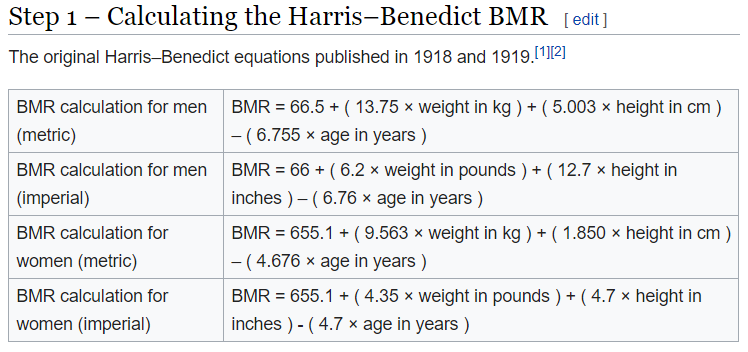 Step 1 – Calculating the Harris–Benedict BMR [ edit ]
The original Harris–Benedict equations published in 1918 and 1919.[1][2]
BMR calculation for men (metric)
BMR = 66.5 + ( 13.75 × weight in kg ) + ( 5.003 × height in cm )
– ( 6.755 × age in years )
BMR calculation for men (imperial)
BMR = 66 + ( 6.2 × weight in pounds ) + ( 12.7 × height in
inches ) – ( 6.76 × age in years )
BMR calculation for
women (metric)
BMR = 655.1 + ( 9.563 × weight in kg ) + ( 1.850 × height in cm )
– ( 4.676 × age in years )
BMR calculation for
women (imperial)
BMR = 655.1 + ( 4.35 × weight in pounds ) + ( 4.7 × height in
inches ) - ( 4.7 × age in years )